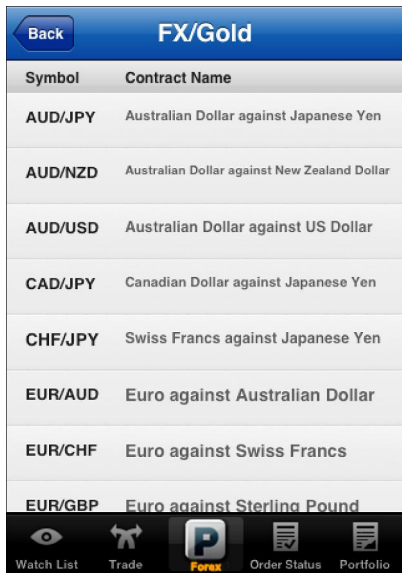 Back FX/Gold
Symbol Contract Name
AUD/JPY Australian Dollar against Japanese Yen
AUD/NZD Australian Dollar against New Zealand Dollar
AUD/USD Australian Dollar against US Dollar
CAD/JPY Canadian Dollar against Japanese Yen
CHF/JPY Swiss Francs against Japanese Yen
EUR/AUD Euro against Australian Dollar
EUR/CHF Euro against Swiss Francs
EUR/GBP Euro against Sterling Pound
P
Watch List Trade Forex Order Status Portfolio